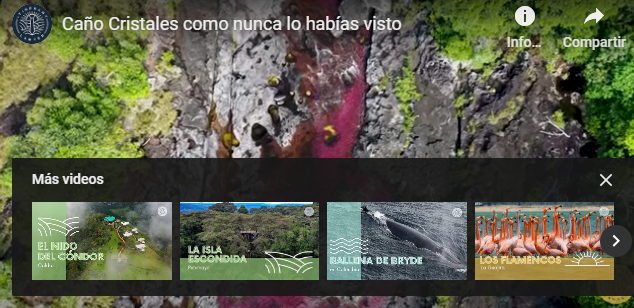 Caño Cristales como nunca lo habías visto
Info...
Compartir
Más videos
EL NIDO
DEL CÓNDOR
LA ISLA
ESCONDIDA
BALLENA DE BRYDE
LOS FLAMENCOS